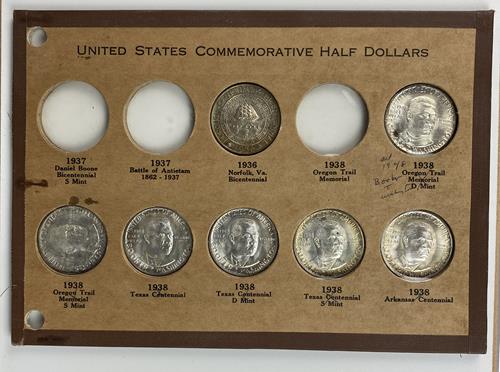 UNITED STATES COMMEMORATIVE HALF DOLLARS
1937
Daniel Boone
Bicentennial
S Mint
1937
Battle of Antietam
1862 - 1937
1936
Norfolk, Va.
Bicentennial
1938
Oregon Trail
Memorial
1938
Oregon Trail
Memorial
D Mint
1938
Oregon Trail
Memorial
S Mint
1938
Texas Centennial
1938
Texas Centennial
D Mint
1938
Texas Centennial
S Mint
1938
Arkansas Centennial